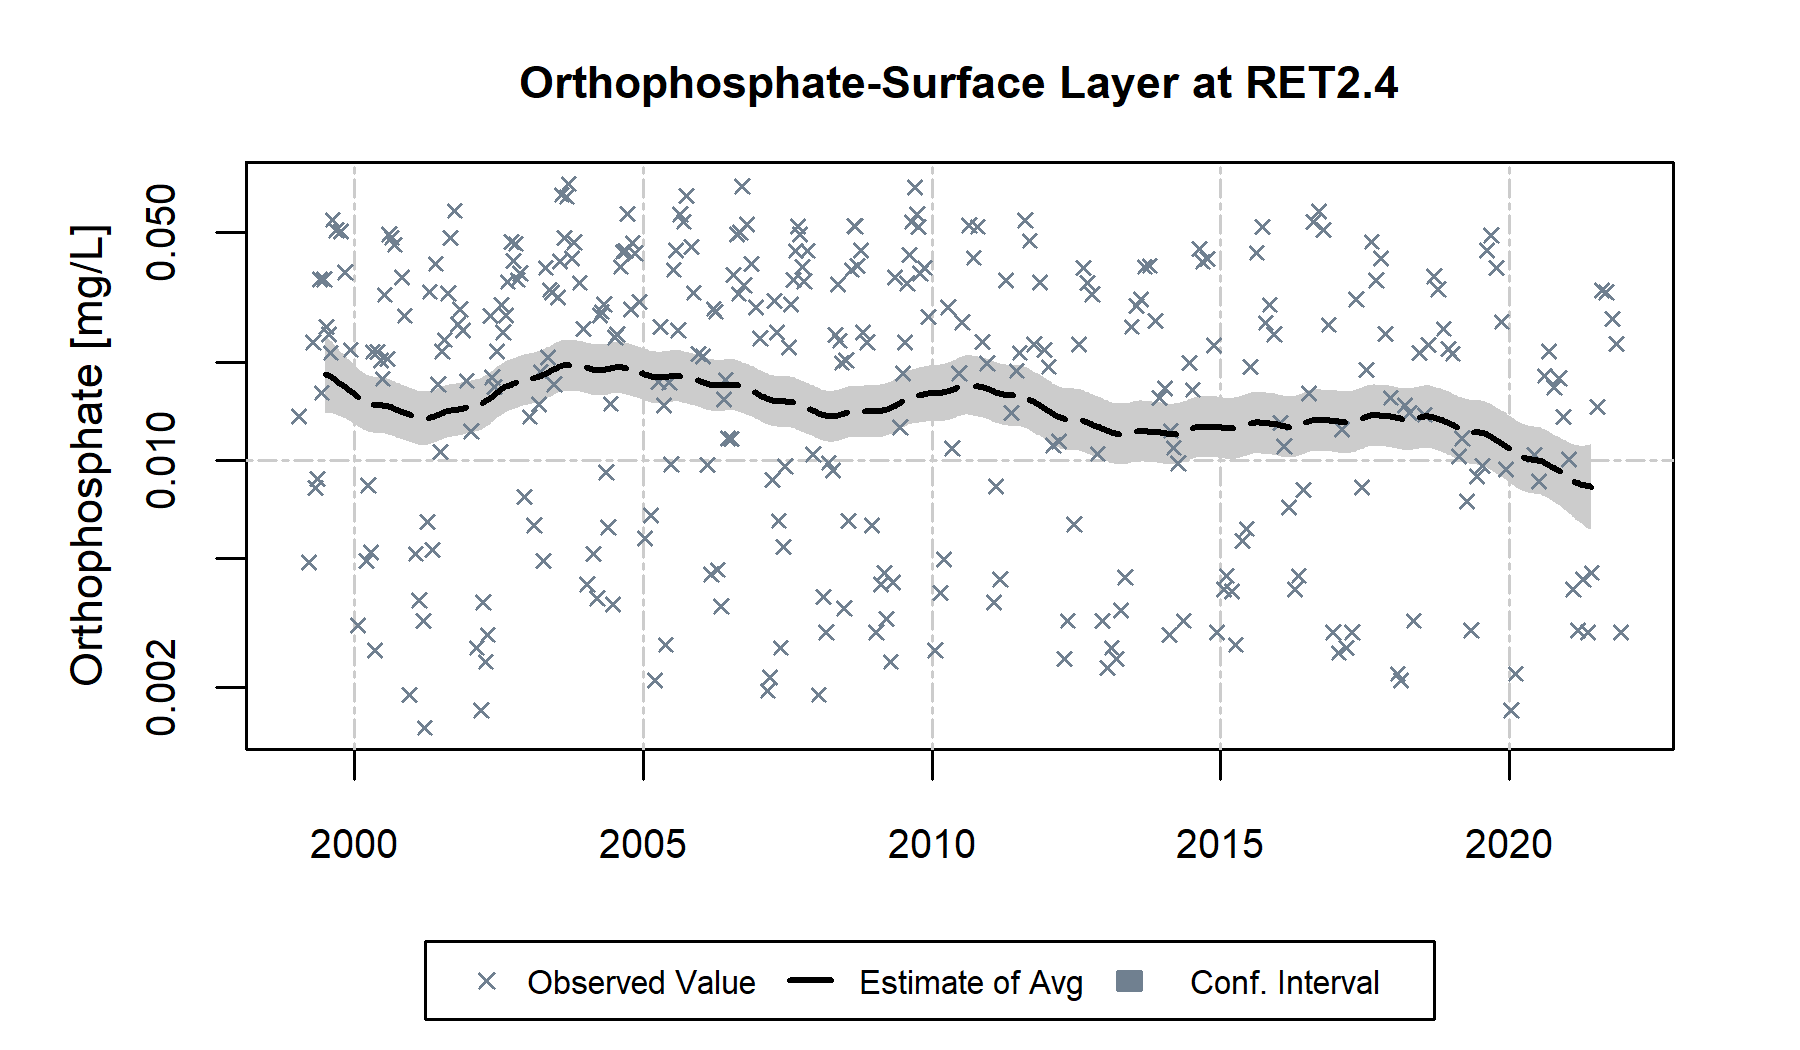 Orthophosphate-Surface Layer at RET2.4
Orthophosphate [mg/L]
0.050
0.010
0.002
2000 2005 2010 2015 2020
Observed Value Estimate of Avg Conf. Interval